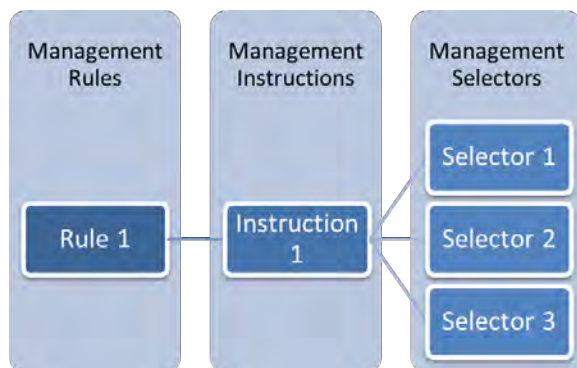 Management
Rules
Management
Instructions
Management
Selectors
Rule 1
Instruction
1
Selector 1
Selector 2
Selector 3